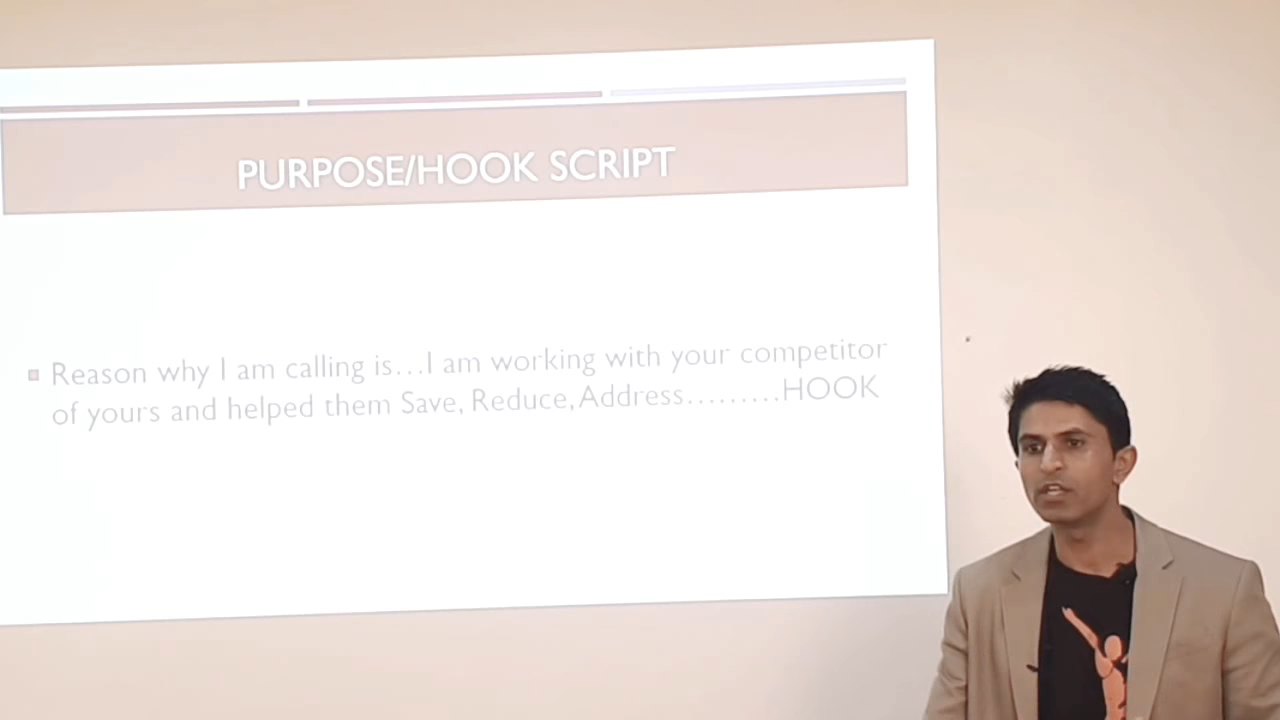 PURPOSE/HOOK SCRIPT
Reason why I am calling is...I am working with your competitor
of yours and helped them Save, Reduce, Address.........HOOK